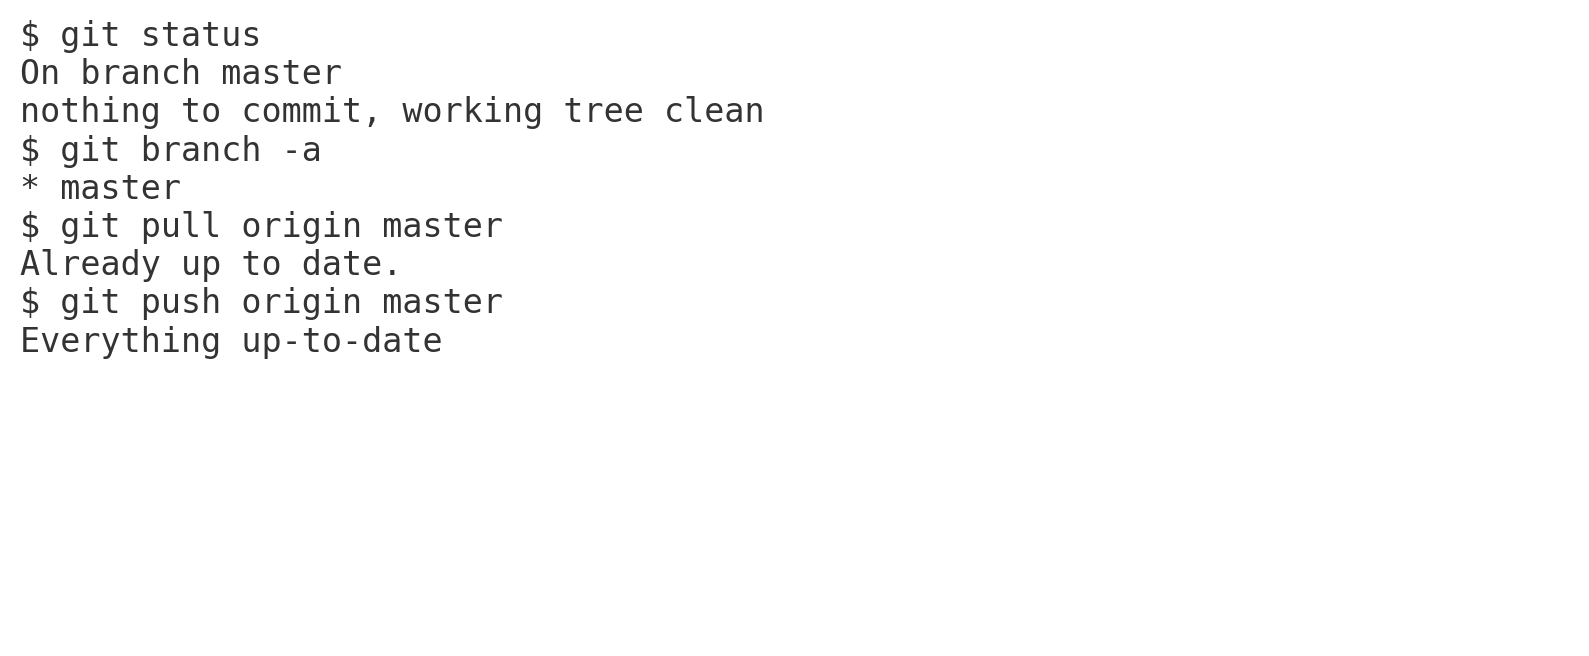 $ git status
On branch master
nothing to commit, working tree clean
$ git branch -a
* master
$ git pull origin master
Already up to date.
$ git push origin master
Everything up-to-date